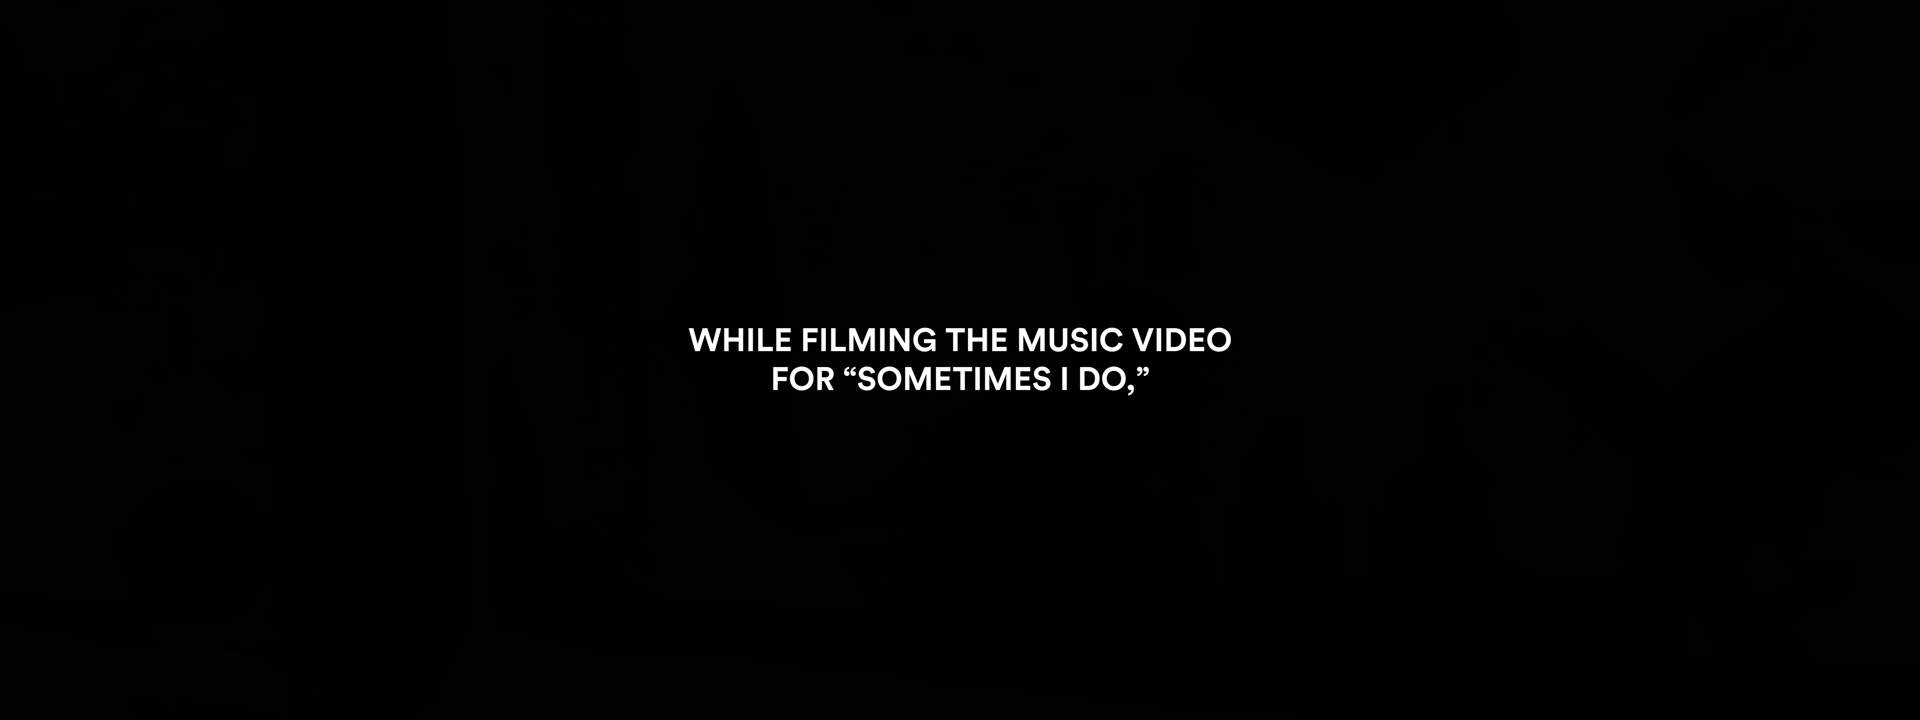 WHILE FILMING THE MUSIC VIDEO
FOR “SOMETIMES I DO,”